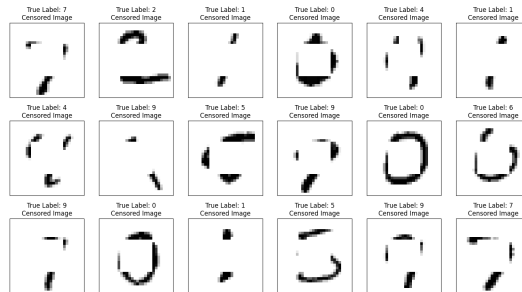 True Label: 7
Censored Image
True Label: 2
Censored Image
True Label: 1
Censored Image
True Label: 0
Censored Image
True Label: 4
Censored Image
True Label: 1
Censored Image
True Label: 4
Censored Image
True Label: 9
Censored Image
True Label: 5
Censored Image
True Label: 9
Censored Image
True Label: 0
Censored Image
True Label: 6
Censored Image
True Label: 9
Censored Image
True Label: 0
Censored Image
True Label: 1
Censored Image
True Label: 5
Censored Image
True Label: 9
Censored Image
True Label: 7
Censored Image